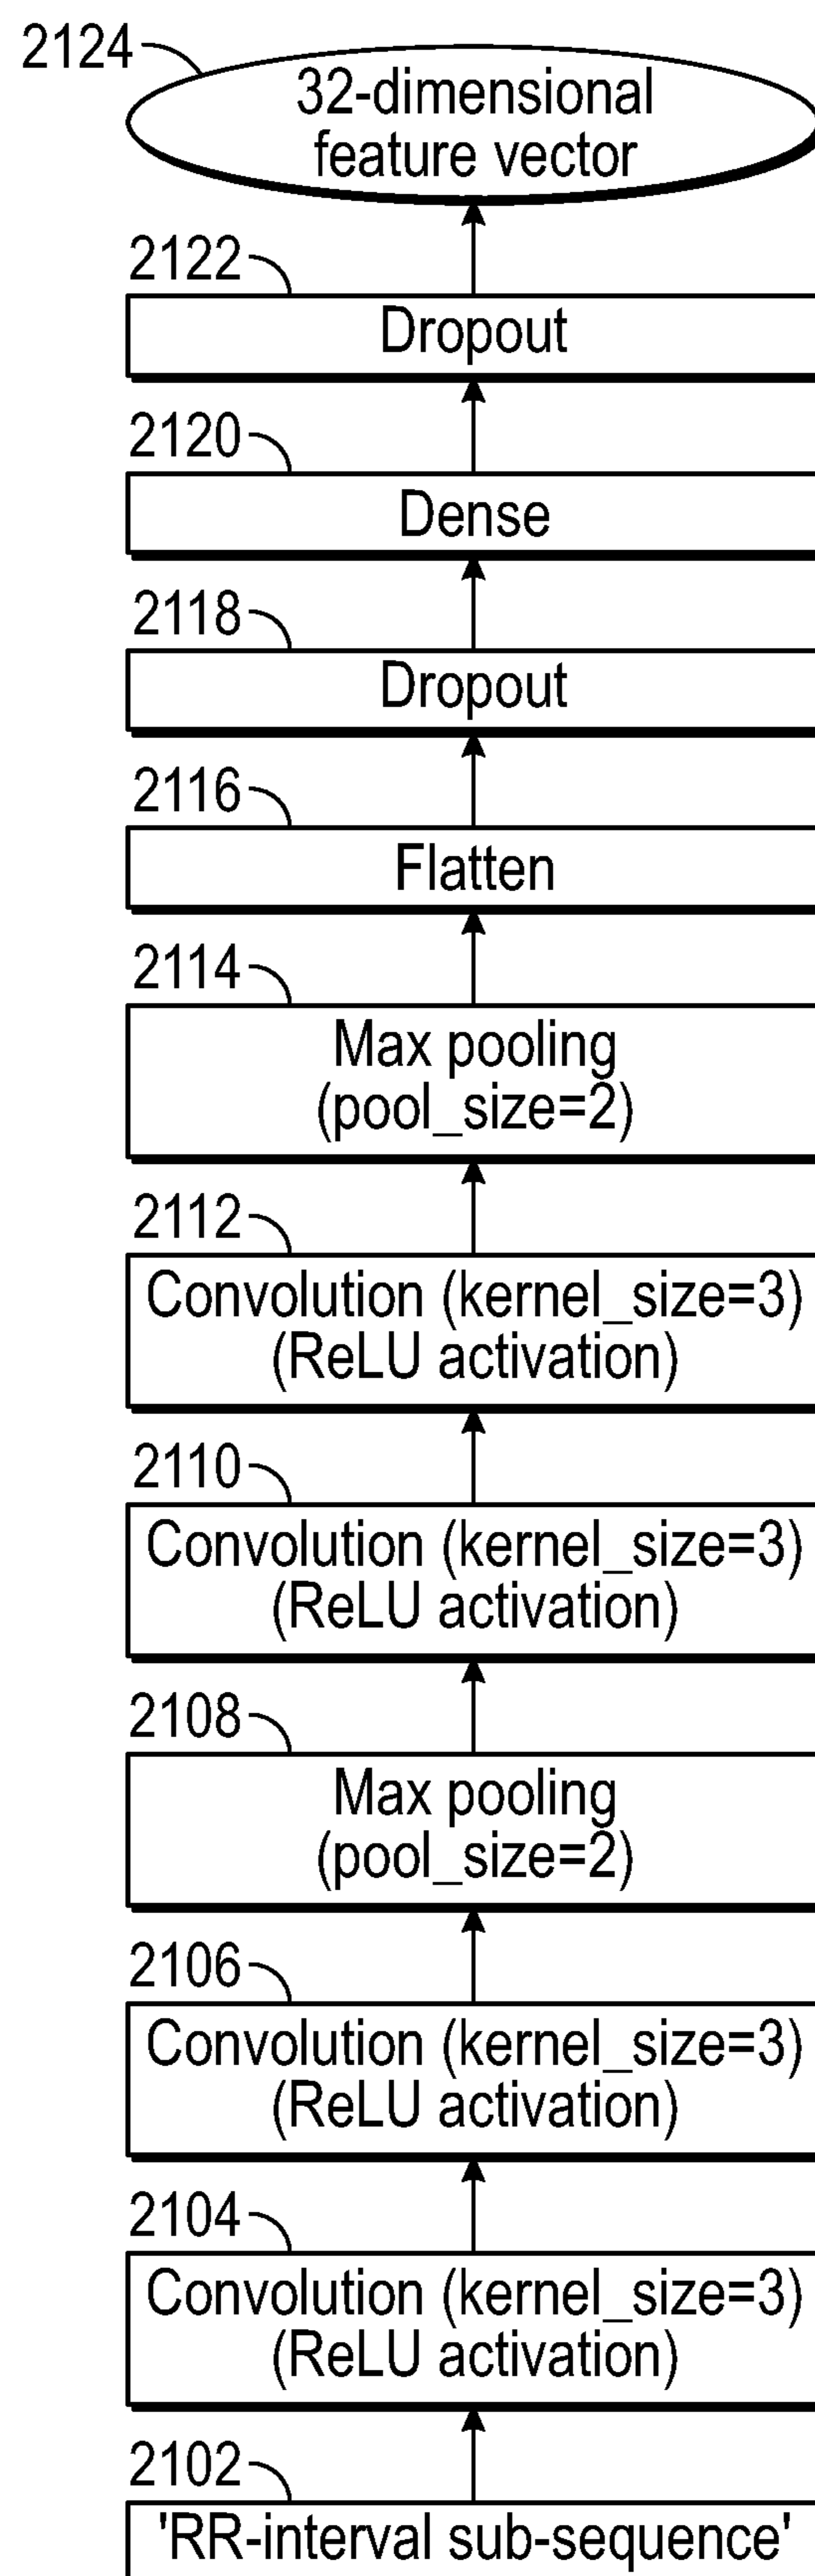 2124
32-dimensional
feature vector
2122
Dropout
2120
Dense
2118
Dropout
2116
Flatten
2114
Max pooling
(pool_size=2)
2112
Convolution (kernel_size=3)
(ReLU activation)
2110
Convolution (kernel_size=3)
(ReLU activation)
2108
Max pooling
(pool_size=2)
2106
Convolution (kernel_size=3)
(ReLU activation)
2104
Convolution (kernel_size=3)
(ReLU activation)
2102
'RR-interval sub-sequence'